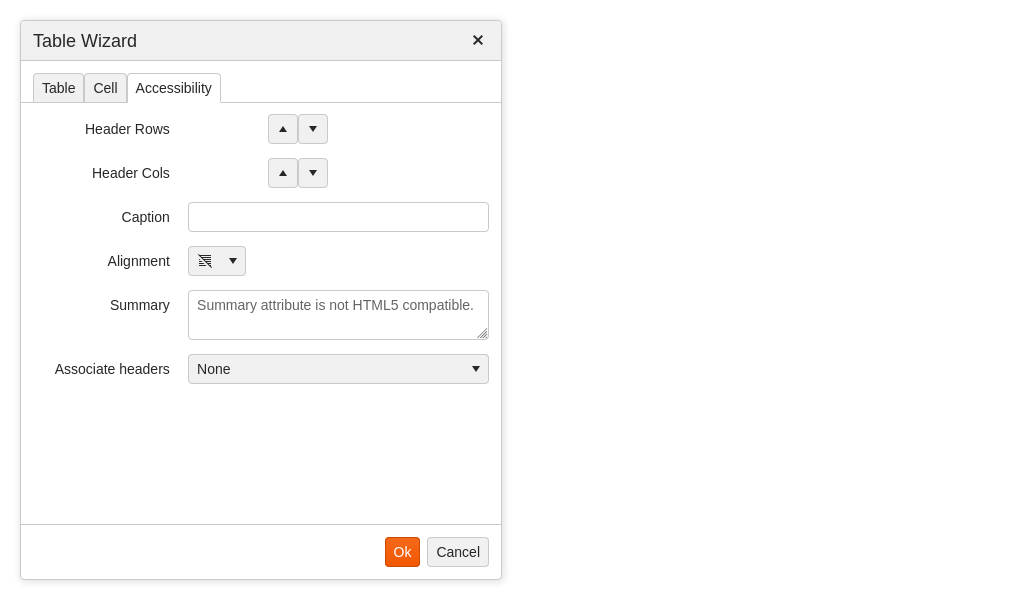 Table Wizard
Table Cell Accessibility
Header Rows
Header Cols
Caption
Alignment
Summary Summary attribute is not HTML5 compatible.
Associate headers None
Ok Cancel